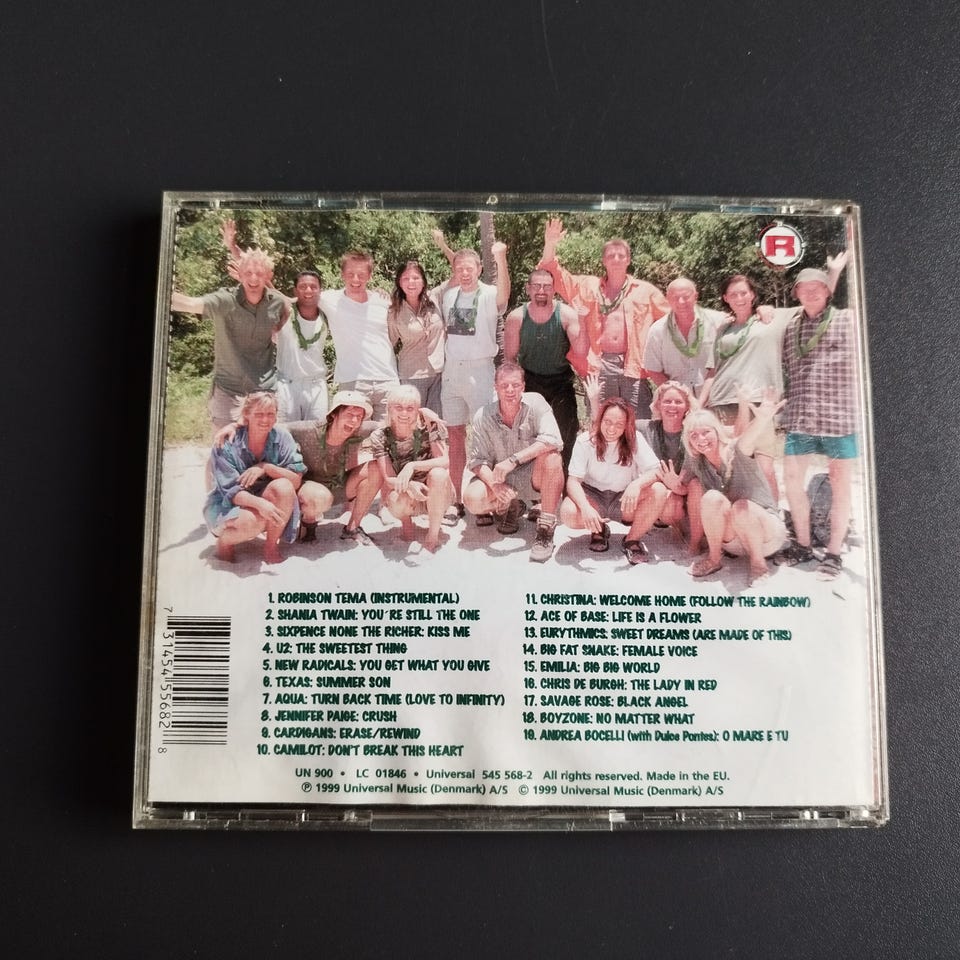 R
1. ROBINSON TEMA (INSTRUMENTAL)
2. SHANIA TWAIN: YOU´RE STILL THE ONE
3. SIXPENCE NONE THE RICHER: KISS ME
4. U2: THE SWEETEST THING
5. NEW RADICALS: YOU GET WHAT YOU GIVE
6. TEXAS: SUMMER SON
7. AQUA: TURN BACK TIME (LOVE TO INFINITY)
8. JENNIFER PAIGE: CRUSH
9. CARDIGANS: ERASE/REWIND
10. CAMILOT: DON'T BREAK THIS HEART
11. CHRISTINA: WELCOME HOME (FOLLOW THE RAINBOW)
12. ACE OF BASE: LIFE IS A FLOWER
13. EURYTHMICS: SWEET DREAMS (ARE MADE OF THIS)
14. BIG FAT SNAKE: FEMALE VOICE
15. EMILIA: BIG BIG WORLD
16. CHRIS DE BURGH: THE LADY IN RED
17. SAVAGE ROSE: BLACK ANGEL
18. BOYZONE: NO MATTER WHAT
19. ANDREA BOCELLI (with Dulce Pontes): O MARE E TU
7 31454 55682 8
UN 900 • LC 01846 • Universal 545 568-2 All rights reserved. Made in the EU.
℗ 1999 Universal Music (Denmark) A/S © 1999 Universal Music (Denmark) A/S